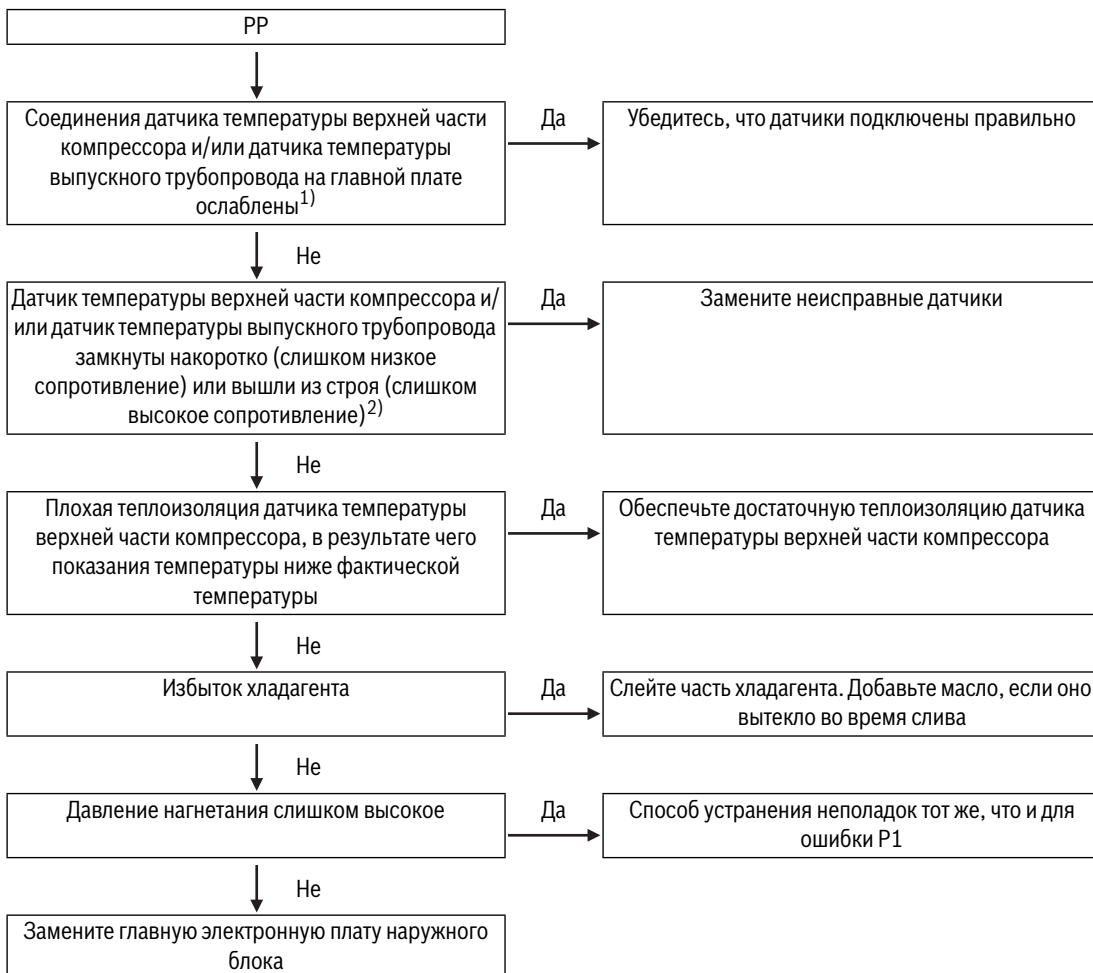 PP
Соединения датчика температуры верхней части
компрессора и/или датчика температуры
выпускного трубопровода на главной плате
ослаблены1)
Да
Убедитесь, что датчики подключены правильно
Не
Датчик температуры верхней части компрессора и/
или датчик температуры выпускного трубопровода
замкнуты накоротко (слишком низкое
сопротивление) или вышли из строя (слишком
высокое сопротивление)2)
Да
Замените неисправные датчики
Не
Плохая теплоизоляция датчика температуры
верхней части компрессора, в результате чего
показания температуры ниже фактической
температуры
Да
Обеспечьте достаточную теплоизоляцию датчика
температуры верхней части компрессора
Не
Избыток хладагента
Да
Слейте часть хладагента. Добавьте масло, если оно
вытекло во время слива
Не
Давление нагнетания слишком высокое
Да
Способ устранения неполадок тот же, что и для
ошибки P1
Не
Замените главную электронную плату наружного
блока